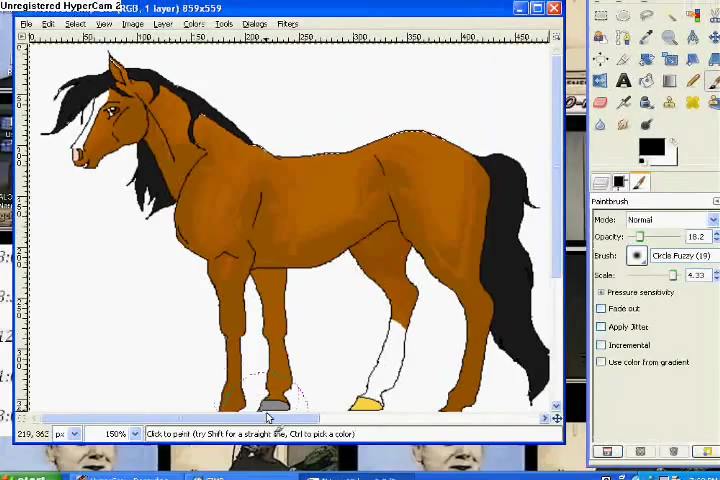 Unregistered HyperCam 2
RGB, 1 layer) 859x559
File Edit Select View Image Layer Colors Tools Dialogs Filters
0 50 100 150 200 250 300 350 400 450
Paintbrush
Mode: Normal
Opacity: 18.2
Brush: Circle Fuzzy (19)
Scale: 4.33
Pressure sensitivity
Fade out
Apply Jitter
Incremental
Use color from gradient
219, 363 px 150% Click to paint (try Shift for a straight line, Ctrl to pick a color)
start